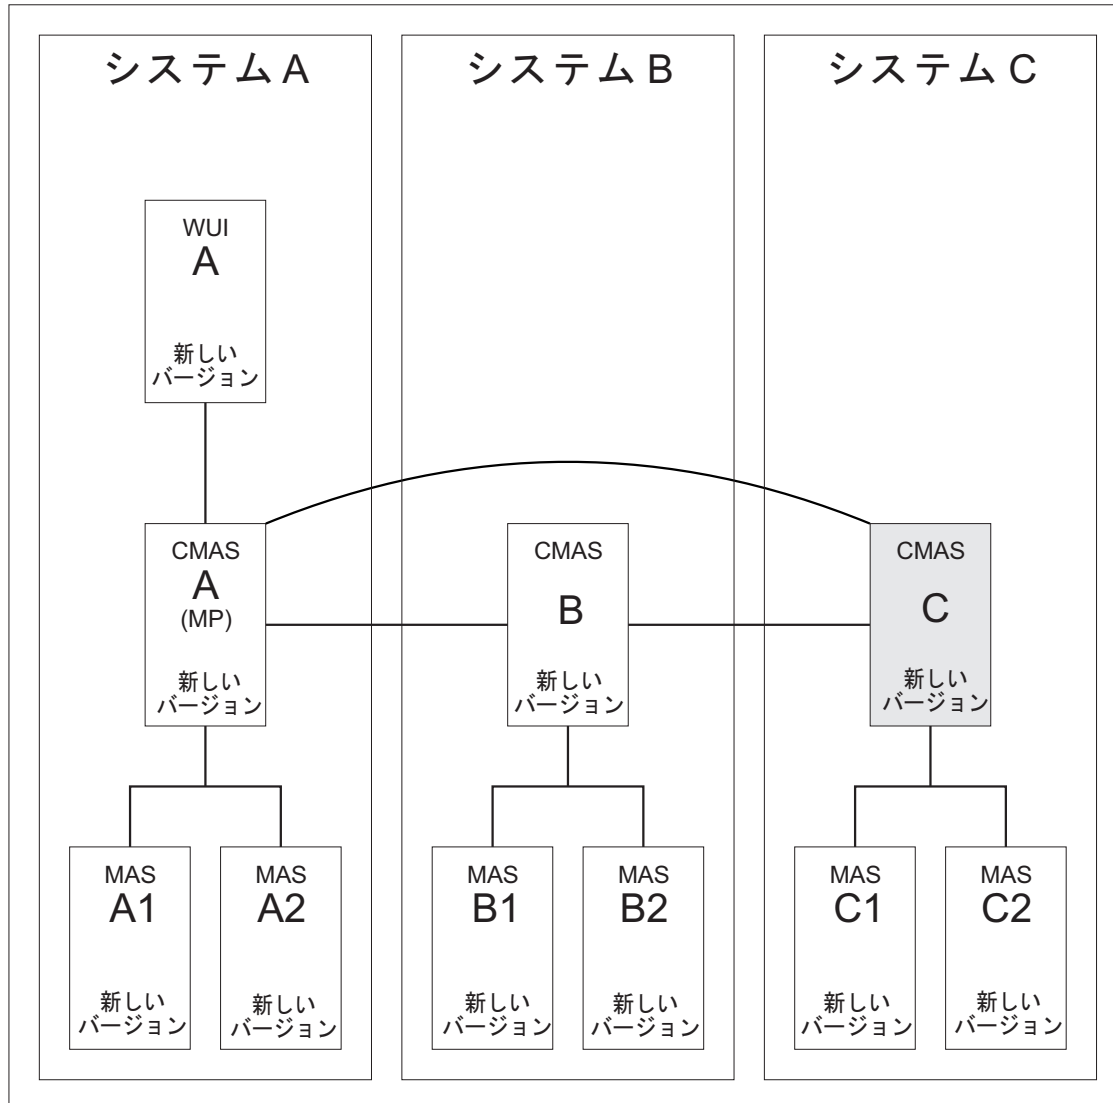 システム A
システム B
システム C
WUI
A
新しい
バージョン
CMAS
A
(MP)
新しい
バージョン
CMAS
B
新しい
バージョン
CMAS
C
新しい
バージョン
MAS
A1
新しい
バージョン
MAS
A2
新しい
バージョン
MAS
B1
新しい
バージョン
MAS
B2
新しい
バージョン
MAS
C1
新しい
バージョン
MAS
C2
新しい
バージョン